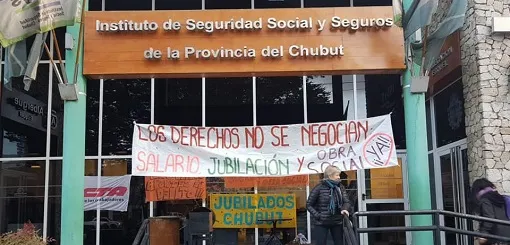 Instituto de Seguridad Social y Seguros
de la Provincia del Chubut
LOS DERECHOS NO SE NEGOCIAN
SALARIO JUBILACIÓN Y OBRA SOCIAL ¡YA!
CTA
JUBILADOS
CHUBUT